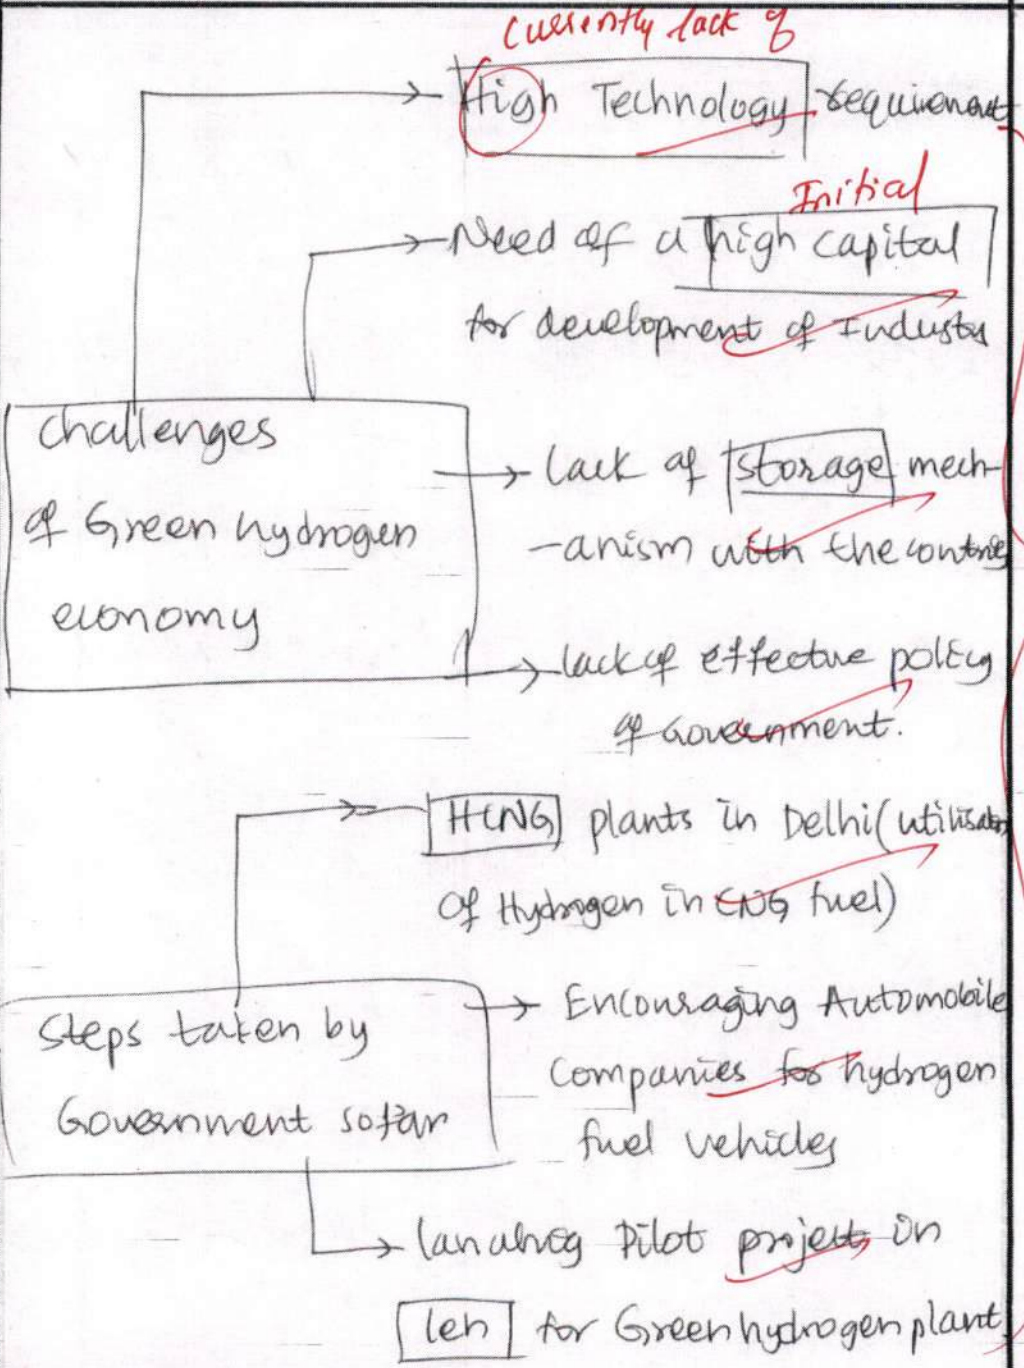 Currently lack of
High Technology requirement
Initial
Need of a high capital
for development of Industry
Challenges
of Green hydrogen
economy
lack of storage mech-
-anism with the
lack of effective policy
of Government.
HCNG plants in Delhi (utilisation
of Hydrogen in CNG fuel)
Steps taken by
Government sofar
Encouraging Automobile
Companies for hydrogen
fuel vehicles
Pilot project in
leh for Green hydrogen plant